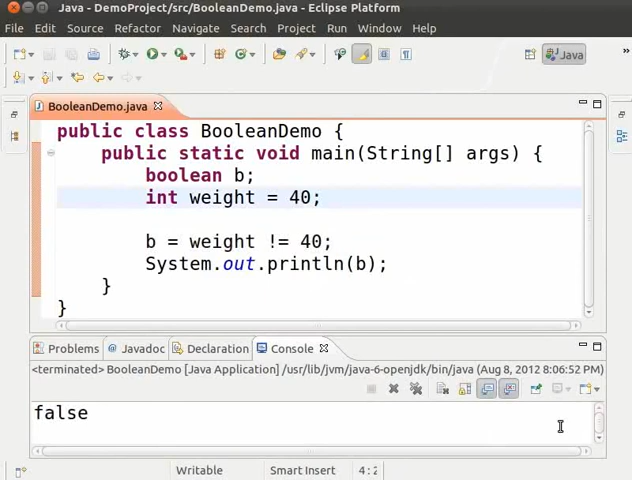 Java - DemoProject/src/BooleanDemo.java - Eclipse Platform
File Edit Source Refactor Navigate Search Project Run Window Help
Java
BooleanDemo.java
public class BooleanDemo {
public static void main(String[] args) {
boolean b;
int weight = 40;
b = weight != 40;
System.out.println(b);
}
}
Problems @ Javadoc Declaration Console
<terminated> BooleanDemo [Java Application] /usr/lib/jvm/java-6-openjdk/bin/java (Aug 8, 2012 8:06:52 PM)
false
Writable Smart Insert 4:2